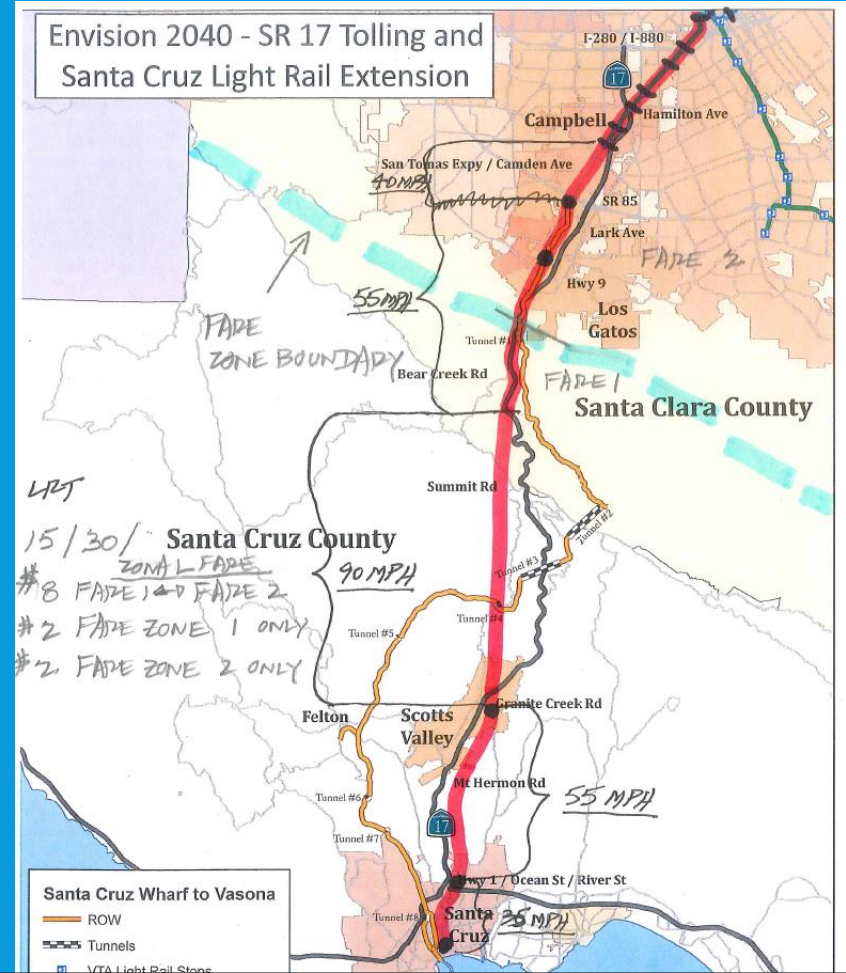 Envision 2040 - SR 17 Tolling and
Santa Cruz Light Rail Extension
I-280 / I-880
17
Hamilton Ave
Campbell
San Tomas Expy / Camden Ave
40MPH
SR 85
Lark Ave
FARE 2
Hwy 9
55MPH
Los
Gatos
FARE
ZONE BOUNDARY
Tunnel #1
Bear Creek Rd
FARE 1
Santa Clara County
Summit Rd
LRT
15/30/
Tunnel #2
Santa Cruz County
ZONAL FARE
Tunnel #3
90 MPH
$8 FARE 1 FARE 2
Tunnel #4
#2 FARE ZONE 1 ONLY
Tunnel #5
#2 FARE ZONE 2 ONLY
Granite Creek Rd
Felton
Scotts
Valley
Mt Hermon Rd
Tunnel #6
55 MPH
17
Tunnel #7
Hwy 1 / Ocean St / River St
Santa Cruz Wharf to Vasona
ROW
Tunnel #8
Santa
Cruz
35MPH
Tunnels
VTA Light Rail Stops